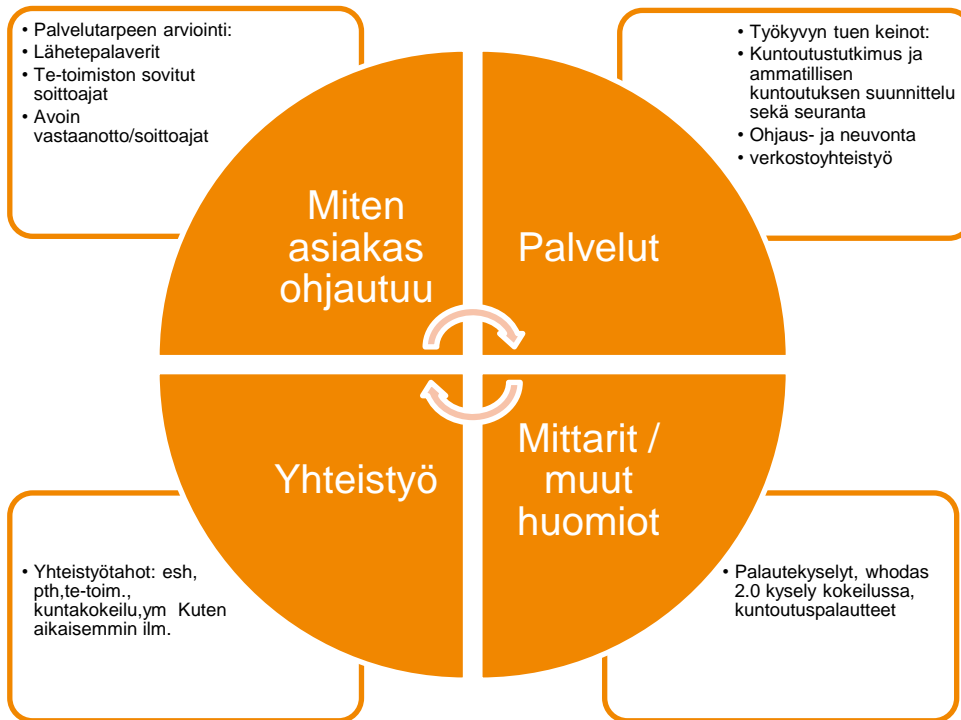 • Palvelutarpeen arviointi:
• Lähetepalaverit
• Te-toimiston sovitut
soittoajat
• Avoin
vastaanotto/soittoajat
• Työkyvyn tuen keinot:
• Kuntoutustutkimus ja
ammatillisen
kuntoutuksen suunnittelu
sekä seuranta
• Ohjaus- ja neuvonta
• verkostoyhteistyö
Miten
asiakas
ohjautuu
Palvelut
Yhteistyö
Mittarit /
muut
huomiot
• Yhteistyötahot: esh,
pth,te-toim.,
kuntakokeilu,ym  Kuten
aikaisemmin ilm.
• Palautekyselyt, whodas
2.0 kysely kokeilussa,
kuntoutuspalautteet